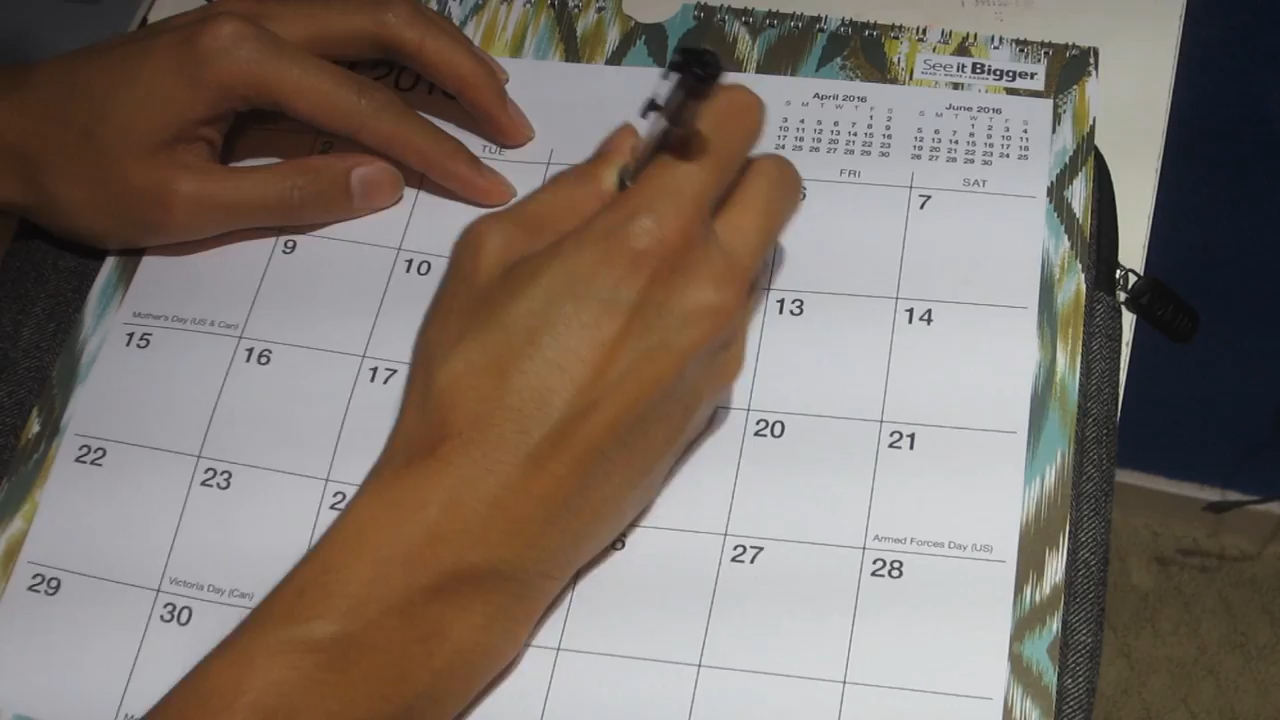 See it Bigger
READ • WRITE • EASIER
2016
April 2016
S M T W T F S
1 2
3 4 5 6 7 8 9
10 11 12 13 14 15 16
17 18 19 20 21 22 23
24 25 26 27 28 29 30
June 2016
S M T W T F S
1 2 3 4
5 6 7 8 9 10 11
12 13 14 15 16 17 18
19 20 21 22 23 24 25
26 27 28 29 30
TUE
FRI
SAT
2
7
9
10
13
14
Mother's Day (US & Can)
15
16
17
20
21
Armed Forces Day (US)
22
23
27
28
Victoria Day (Can)
29
30